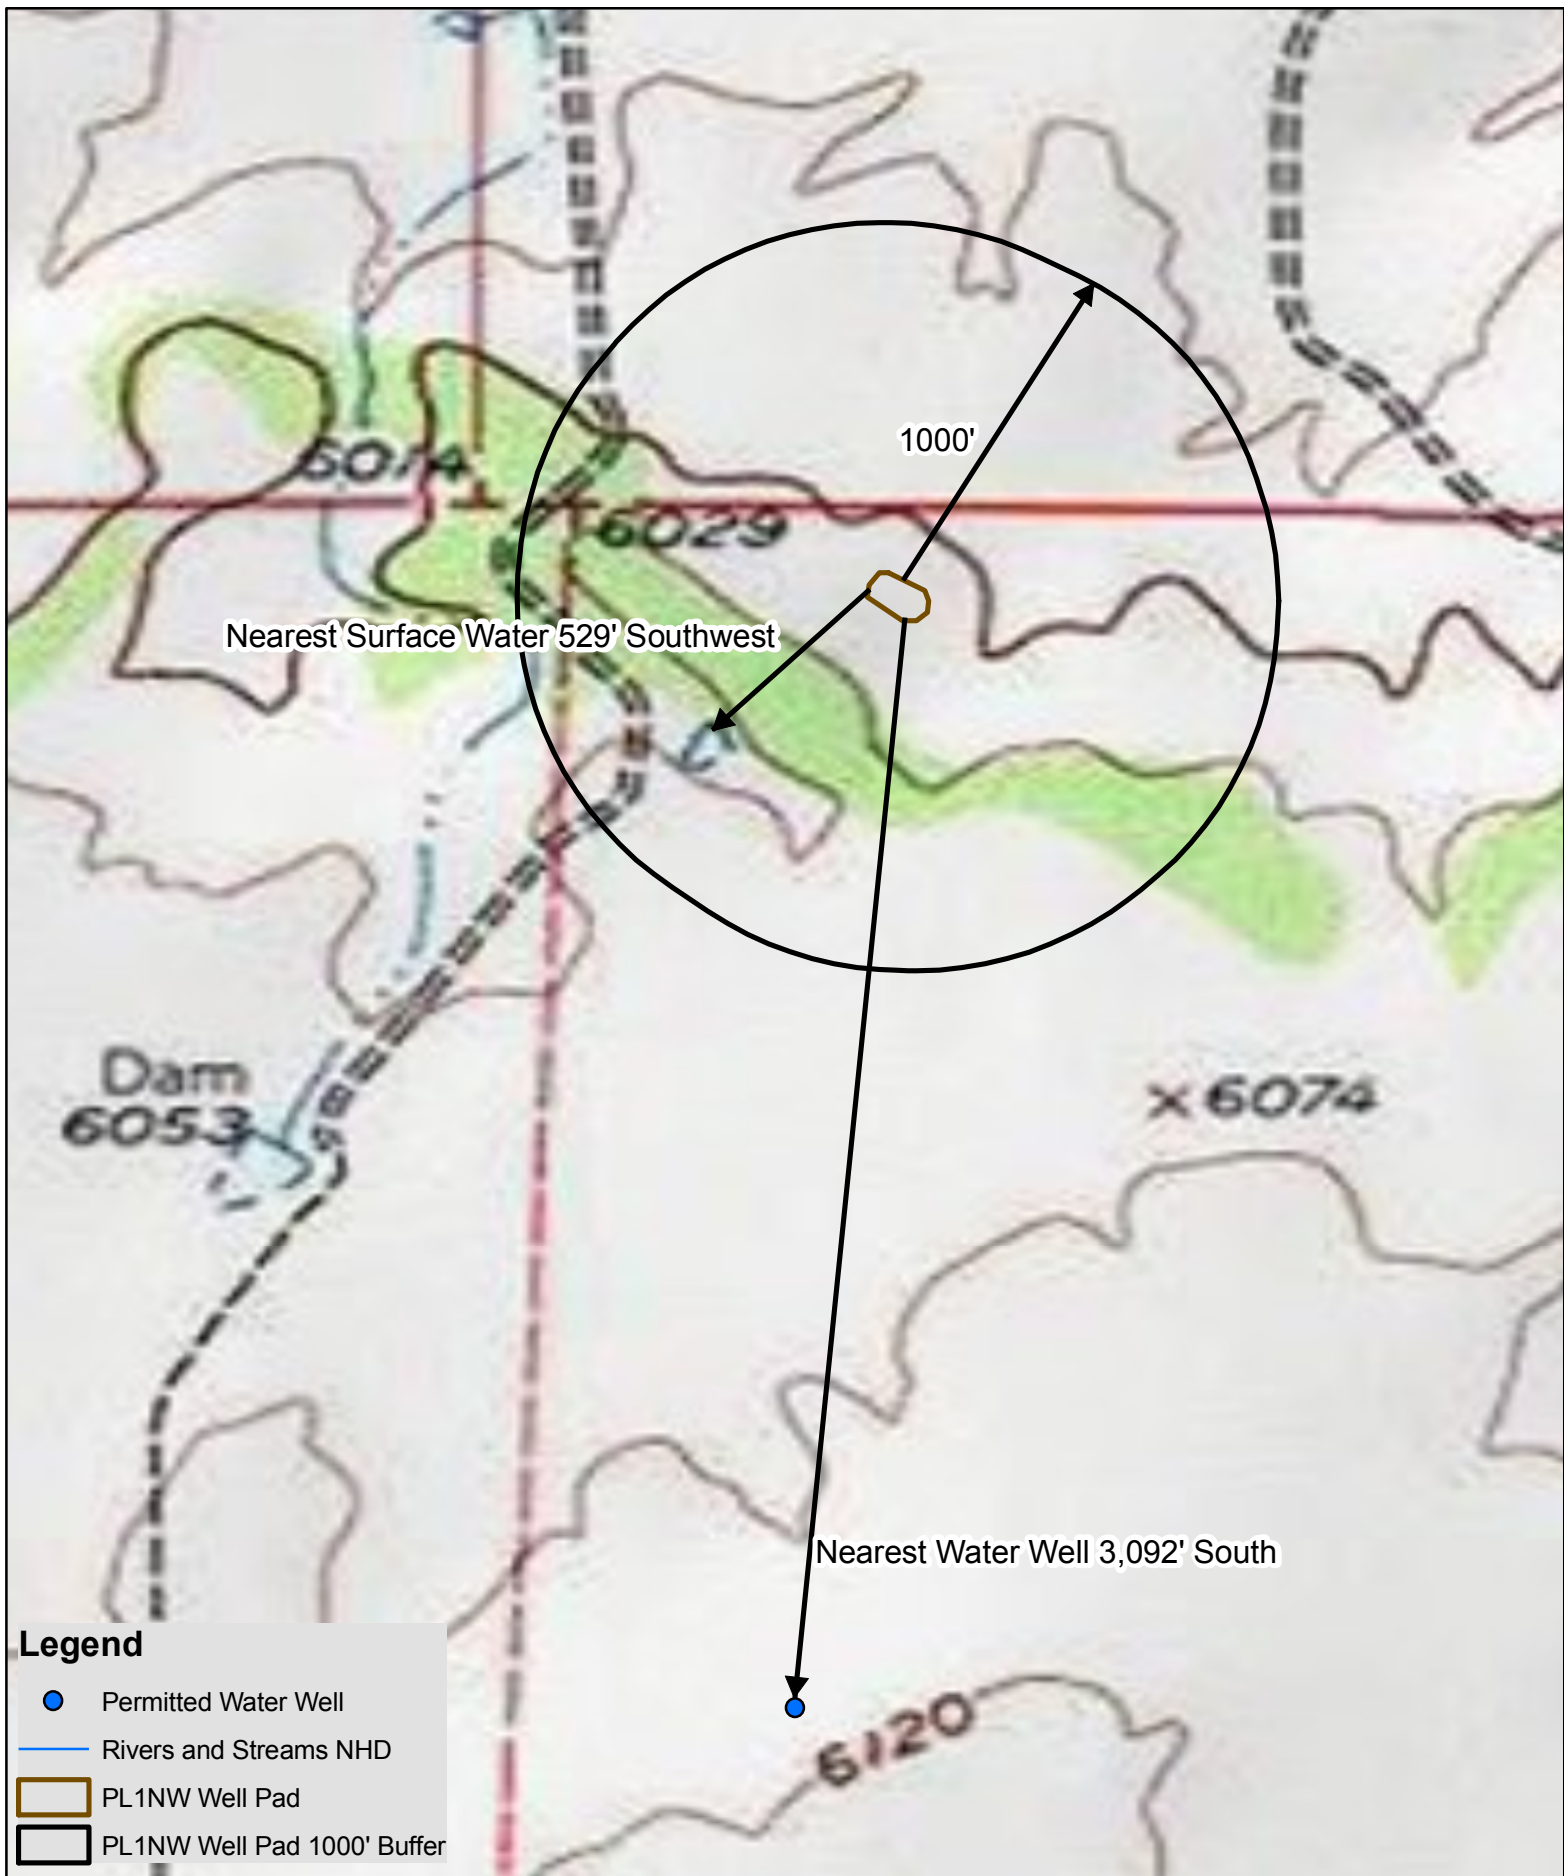 1000'
6014
6029
Nearest Surface Water 529' Southwest
Dam
6053
×6074
Nearest Water Well 3,092' South
6120
Legend
Permitted Water Well
Rivers and Streams NHD
PL1NW Well Pad
PL1NW Well Pad 1000' Buffer